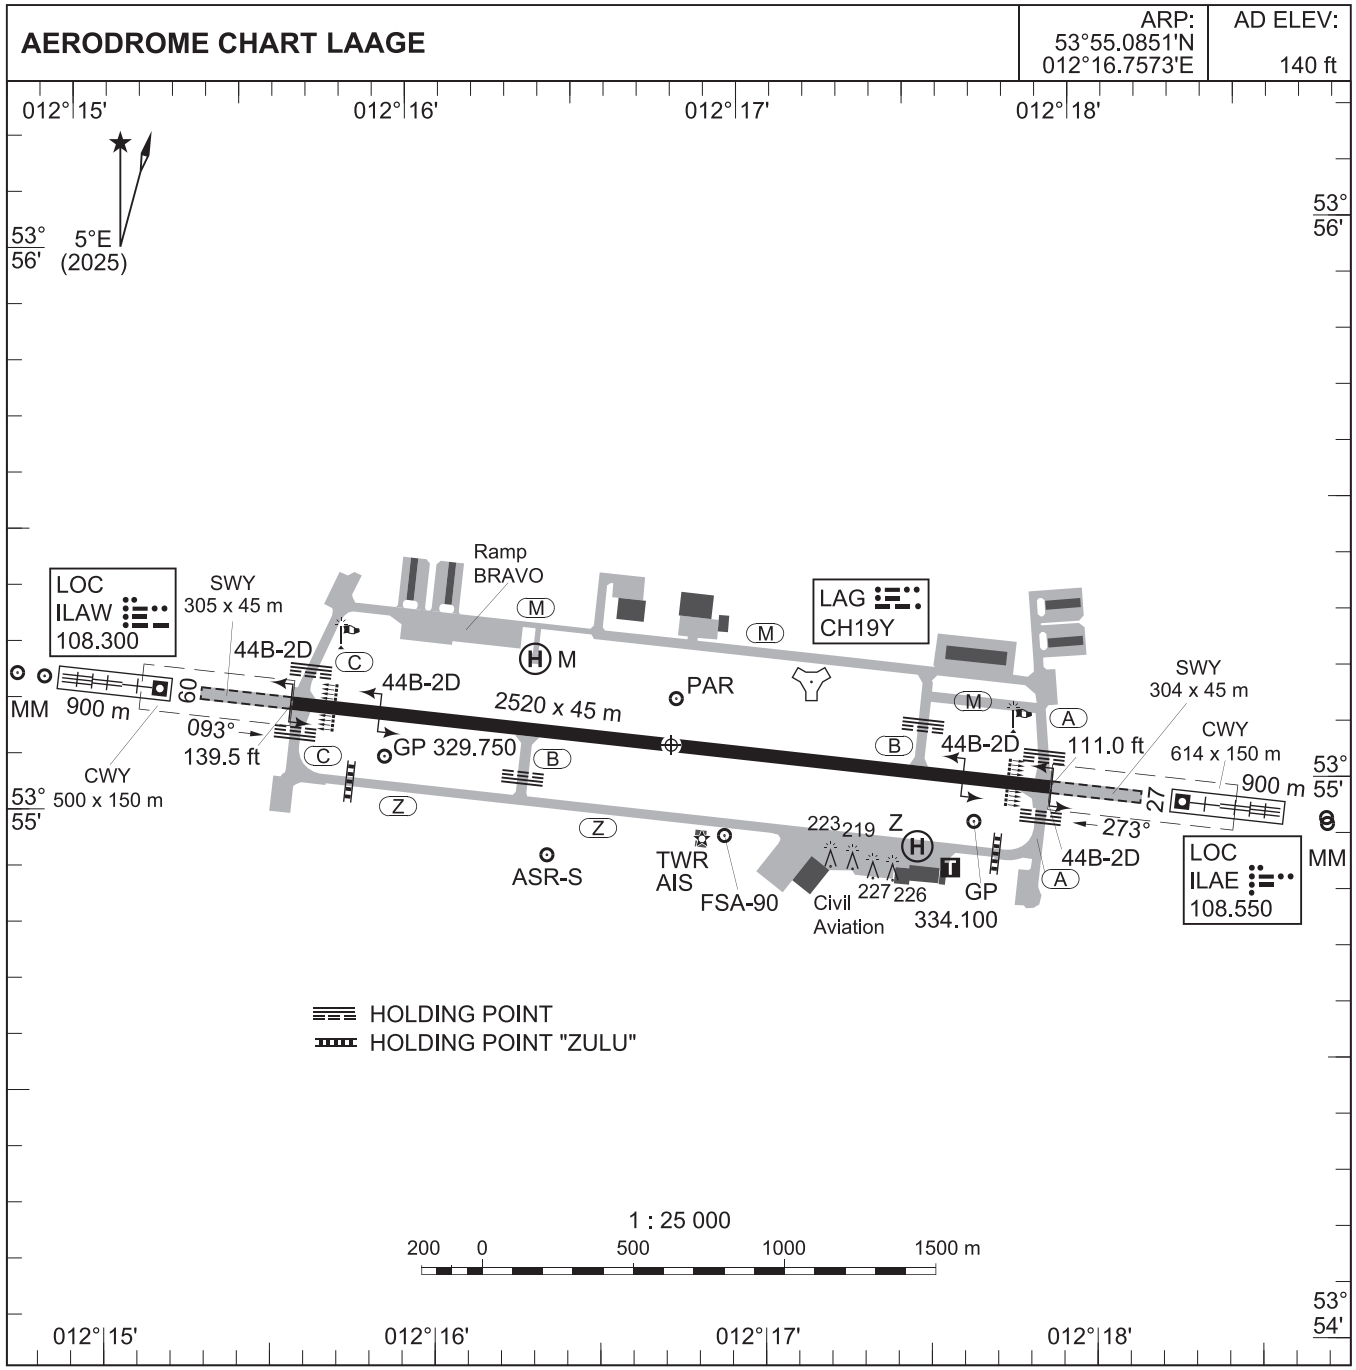 AERODROME CHART LAAGE
ARP:
53°55.0851'N
012°16.7573'E
AD ELEV:
140 ft
012°15'
012°16'
012°17'
012°18'
53°
56'
5°E
(2025)
53°
56'
Ramp
BRAVO
M
M
LOC
ILAW
108.300
SWY
305 x 45 m
44B-2D
C
H M
LAG
CH19Y
MM
900 m
09
44B-2D
2520 x 45 m
PAR
SWY
304 x 45 m
M
A
093°
139.5 ft
C
GP 329.750
B
B
44B-2D
111.0 ft
CWY
614 x 150 m
CWY
500 x 150 m
53°
55'
53°
55'
Z
Z
900 m
27
273°
223
219
Z
H
T
44B-2D
A
MM
ASR-S
TWR
AIS
FSA-90
227
226
Civil
Aviation
GP
334.100
LOC
ILAE
108.550
HOLDING POINT
HOLDING POINT "ZULU"
1 : 25 000
200
0
500
1000
1500 m
53°
54'
012°15'
012°16'
012°17'
012°18'